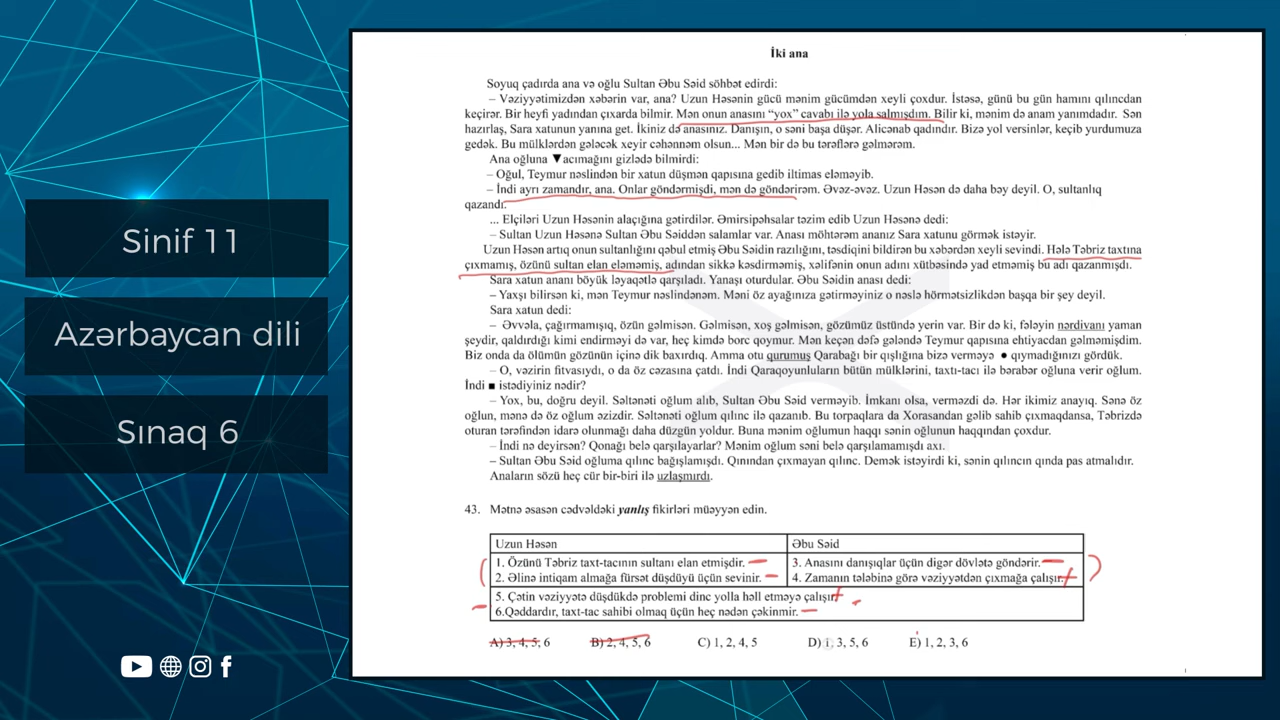 Sinif 11
Azərbaycan dili
Sınaq 6
İki ana
Soyuq çadırda ana və oğlu Sultan Əbu Səid söhbət edirdi:
– Vəziyyətimizdən xəbərin var, ana? Uzun Həsənin gücü mənim gücümdən xeyli çoxdur. İstəsə, günü bu gün hamını qılıncdan
keçirər. Bir heyfi yadından çıxarda bilmir. Mən onun anasını “yox” cavabı ilə yola salmışdım. Bilir ki, mənim də anam yanımdadır. Sən
hazırlaş, Sara xatunun yanına get. İkiniz də anasınız. Danışın, o səni başa düşər. Alicənab qadındır. Bizə yol versinlər, keçib yurdumuza
gedək. Bu mülklərdən gələcək xeyir cəhənnəm olsun... Mən bir də bu tərəflərə gəlmərəm.
Ana oğluna ▼acımağını gizlədə bilmirdi:
– Oğul, Teymur nəslindən bir xatun düşmən qapısına gedib iltimas eləməyib.
– İndi ayrı zamandır, ana. Onlar göndərmişdi, mən də göndərirəm. Əvəz-əvəz. Uzun Həsən də daha bəy deyil. O, sultanlıq
qazandı.
... Elçiləri Uzun Həsənin alaçığına gətirdilər. Əmirsipəhsalar təzim edib Uzun Həsənə dedi:
– Sultan Uzun Həsənə Sultan Əbu Səiddən salamlar var. Anası möhtərəm ananız Sara xatunu görmək istəyir.
Uzun Həsən artıq onun sultanlığını qəbul etmiş Əbu Səidin razılığını, təsdiqini bildirən bu xəbərdən xeyli sevindi. Hələ Təbriz taxtına
çıxmamış, özünü sultan elan eləməmiş, adından sikkə kəsdirməmiş, xəlifənin onun adını xütbəsində yad etməmiş bu adı qazanmışdı.
Sara xatun ananı böyük ləyaqətlə qarşıladı. Yanaşı oturdular. Əbu Səidin anası dedi:
– Yaxşı bilirsən ki, mən Teymur nəslindənəm. Məni öz ayağınıza gətirməyiniz o nəslə hörmətsizlikdən başqa bir şey deyil.
Sara xatun dedi:
– Əvvəla, çağırmamışıq, özün gəlmisən. Gəlmisən, xoş gəlmisən, gözümüz üstündə yerin var. Bir də ki, fələyin nərdivanı yaman
şeydir, qaldırdığı kimi endirməyi də var, heç kimdə borc qoymur. Mən keçən dəfə gələndə Teymur qapısına ehtiyacdan gəlməmişdim.
Biz onda da ölümün gözünün içinə dik baxırdıq. Amma otu qurumuş Qarabağı bir qışlığına bizə verməyə ● qıymadığınızı gördük.
– O, vəzirin fitvasıydı, o da öz cəzasına çatdı. İndi Qaraqoyunluların bütün mülklərini, taxtı-tacı ilə bərabər oğluna verir oğlum.
İndi ■ istədiyiniz nədir?
– Yox, bu, doğru deyil. Səltənəti oğlum alıb, Sultan Əbu Səid verməyib. İmkanı olsa, verməzdi də. Hər ikimiz anayıq. Sənə öz
oğlun, mənə də öz oğlum əzizdir. Səltənəti oğlum qılınc ilə qazanıb. Bu torpaqlara da Xorasandan gəlib sahib çıxmaqdansa, Təbrizdə
oturan tərəfindən idarə olunmağı daha düzgün yoldur. Buna mənim oğlumun haqqı sənin oğlunun haqqından çoxdur.
– İndi nə deyirsən? Qonağı belə qarşılayarlar? Mənim oğlum səni belə qarşılamamışdı axı.
– Sultan Əbu Səid oğluma qılınc bağışlamışdı. Qınından çıxmayan qılınc. Demək istəyirdi ki, sənin qılıncın qında pas atmalıdır.
Anaların sözü heç cür bir-biri ilə uzlaşmırdı.
43. Mətnə əsasən cədvəldəki yanlış fikirləri müəyyən edin.
Uzun Həsən Əbu Səid
1. Özünü Təbriz taxt-tacının sultanı elan etmişdir. 3. Anasını danışıqlar üçün digər dövlətə göndərir.
2. Əlinə intiqam almağa fürsət düşdüyü üçün sevinir. 4. Zamanın tələbinə görə vəziyyətdən çıxmağa çalışır.
5. Çətin vəziyyətə düşdükdə problemi dinc yolla həll etməyə çalışır.
6.Qəddardır, taxt-tac sahibi olmaq üçün heç nədən çəkinmir.
A) 3, 4, 5, 6 B) 2, 4, 5, 6 C) 1, 2, 4, 5 D) 1, 3, 5, 6 E) 1, 2, 3, 6